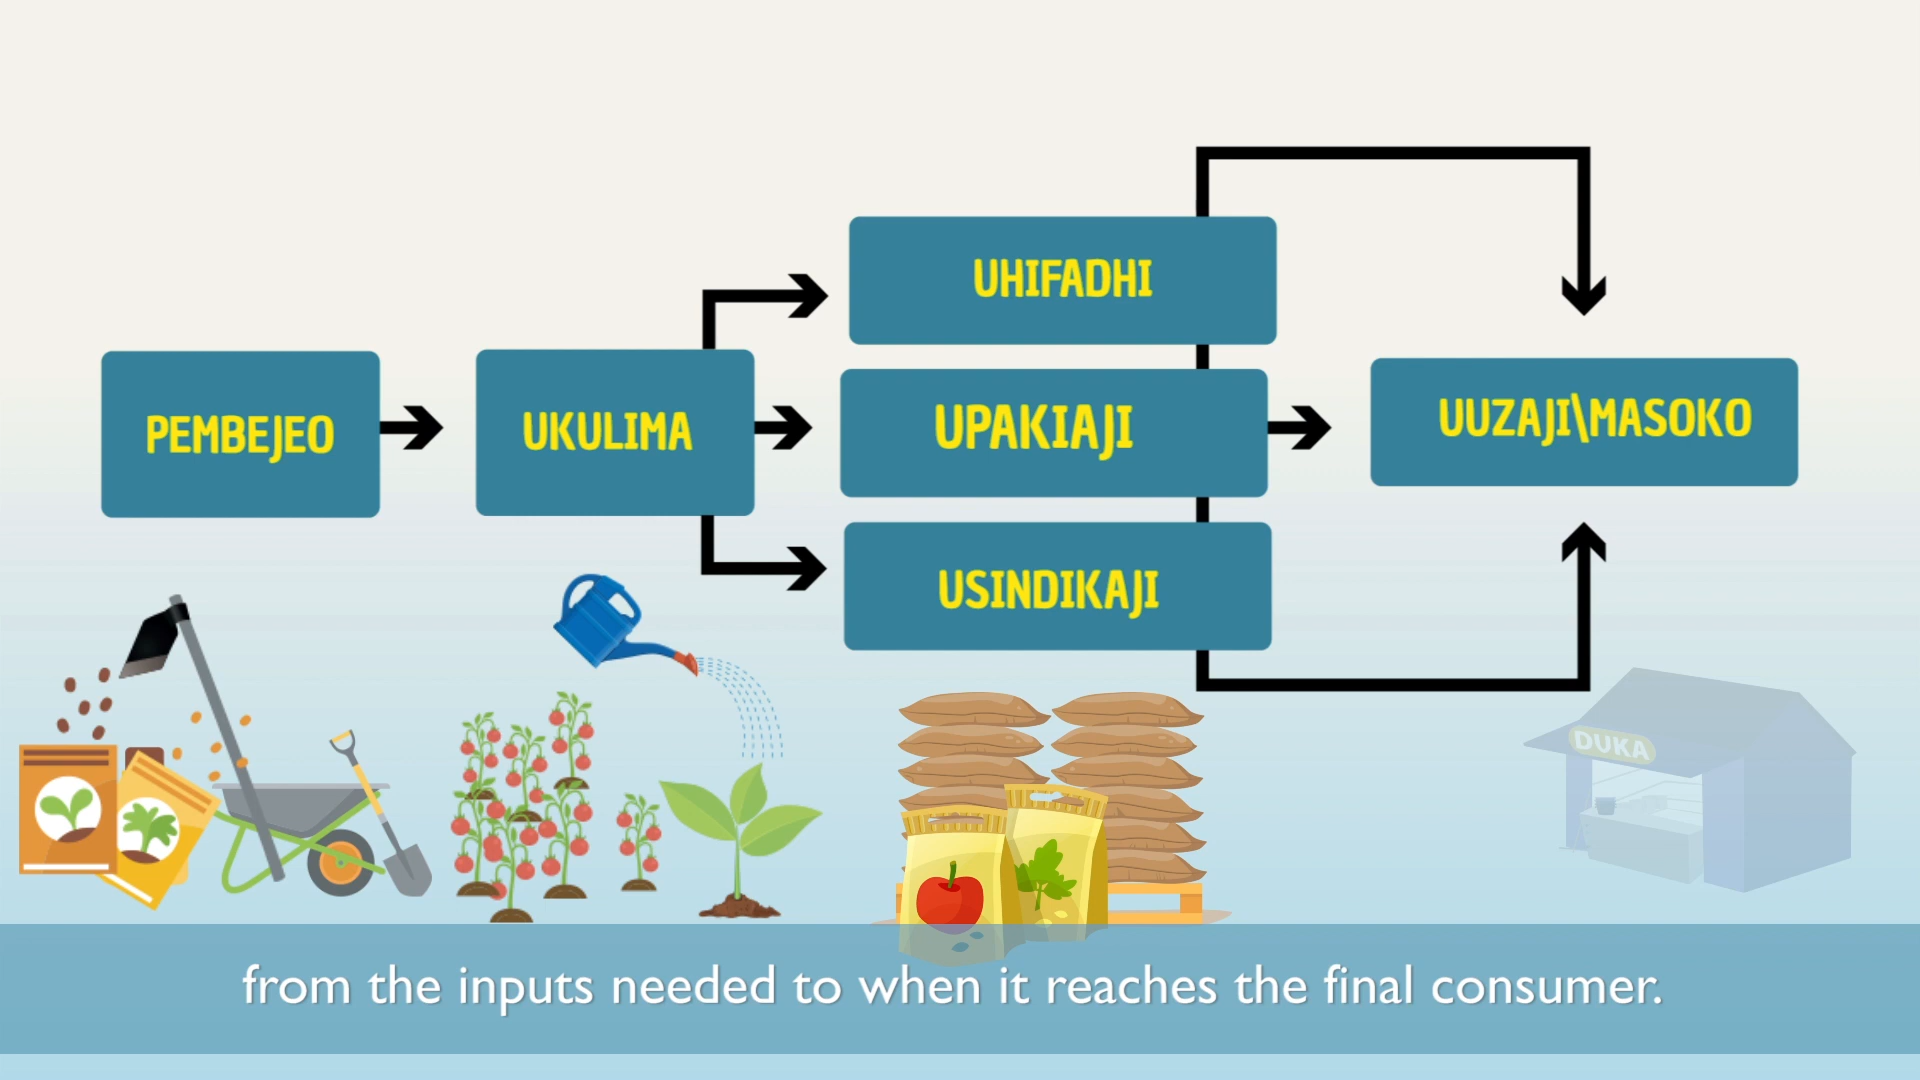 PEMBEJEO
UKULIMA
UHIFADHI
UPAKIAJI
USINDIKAJI
UUZAJI\MASOKO
DUKA
from the inputs needed to when it reaches the final consumer.